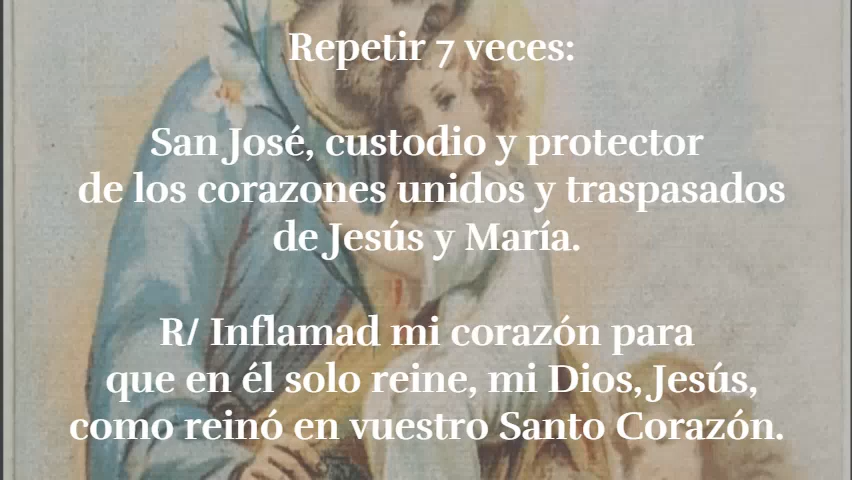 Repetir 7 veces:
San José, custodio y protector
de los corazones unidos y traspasados
de Jesús y María.
R/ Inflamad mi corazón para
que en él solo reine, mi Dios, Jesús,
como reinó en vuestro Santo Corazón.